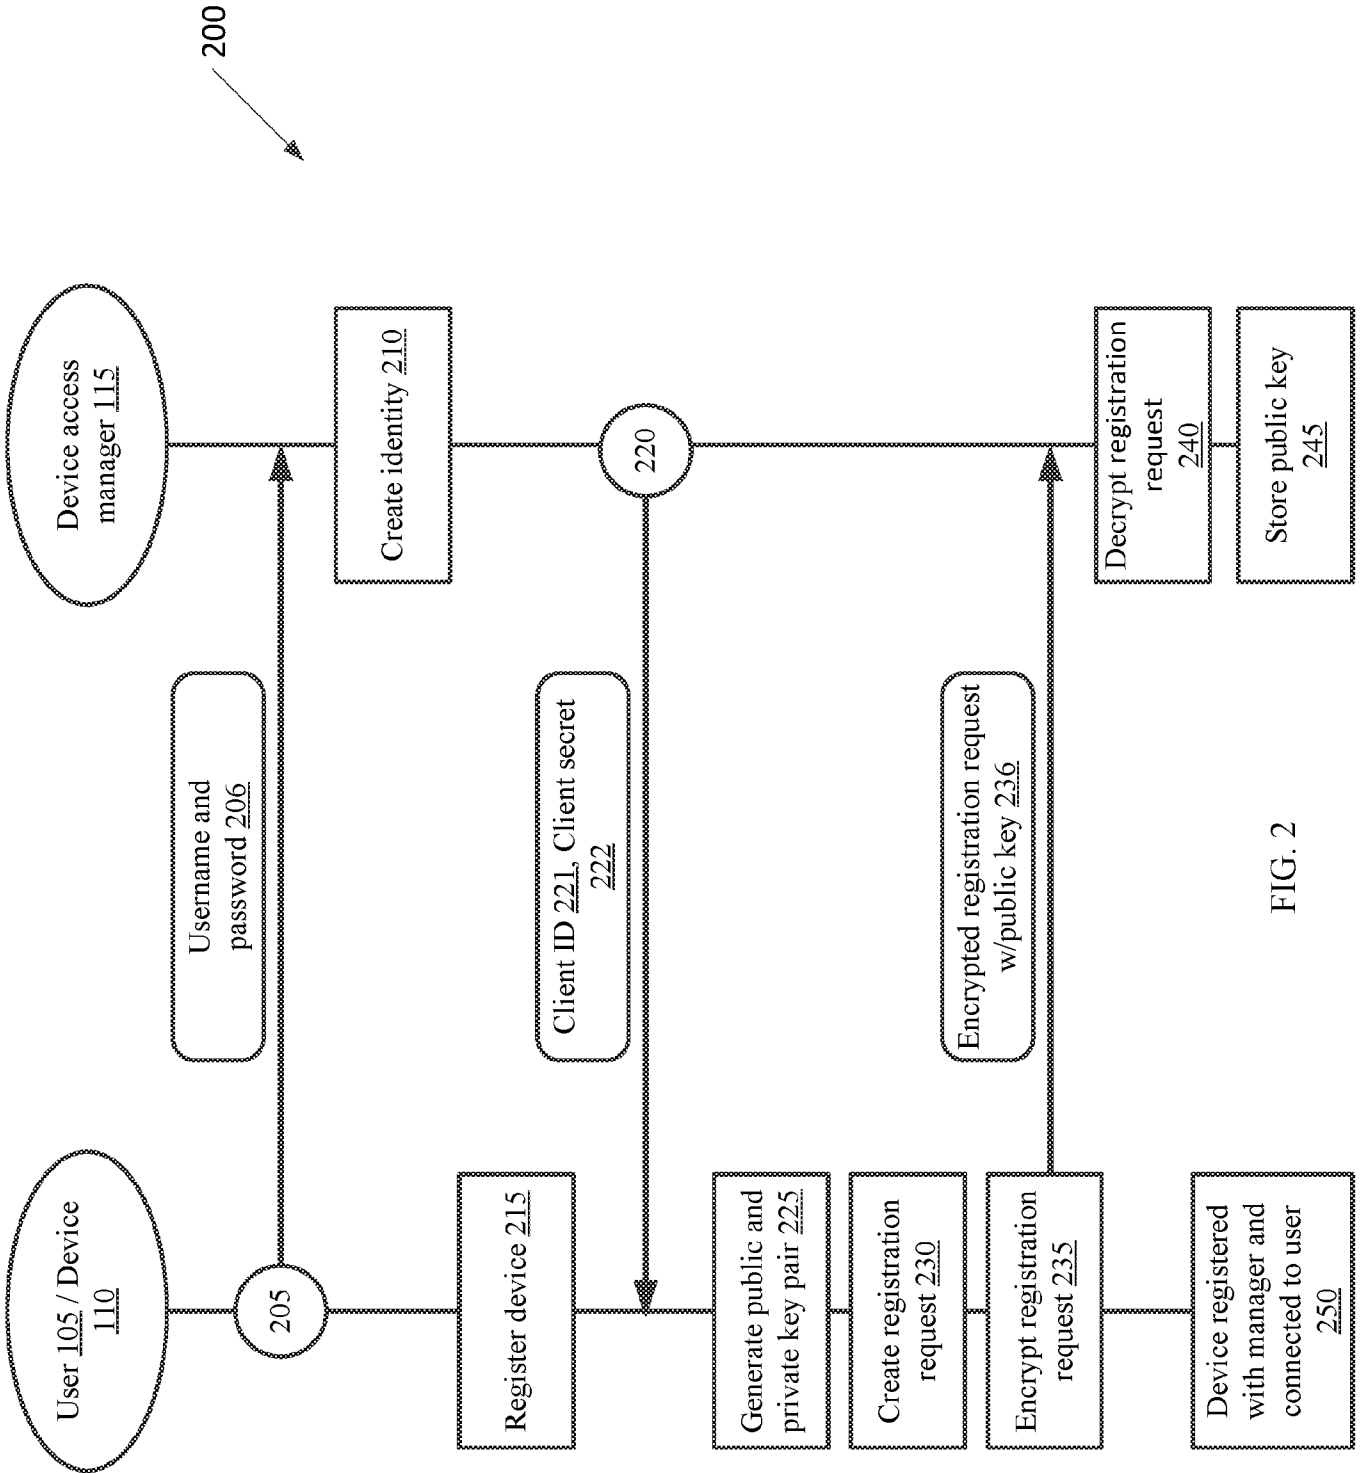 200
User 105 / Device
110
Device access
manager 115
205
Username and
password 206
Create identity 210
Register device 215
220
Client ID 221, Client secret
222
Generate public and
private key pair 225
Create registration
request 230
Encrypt registration
request 235
Encrypted registration request
w/public key 236
Decrypt registration
request
240
Store public key
245
Device registered
with manager and
connected to user
250
FIG. 2